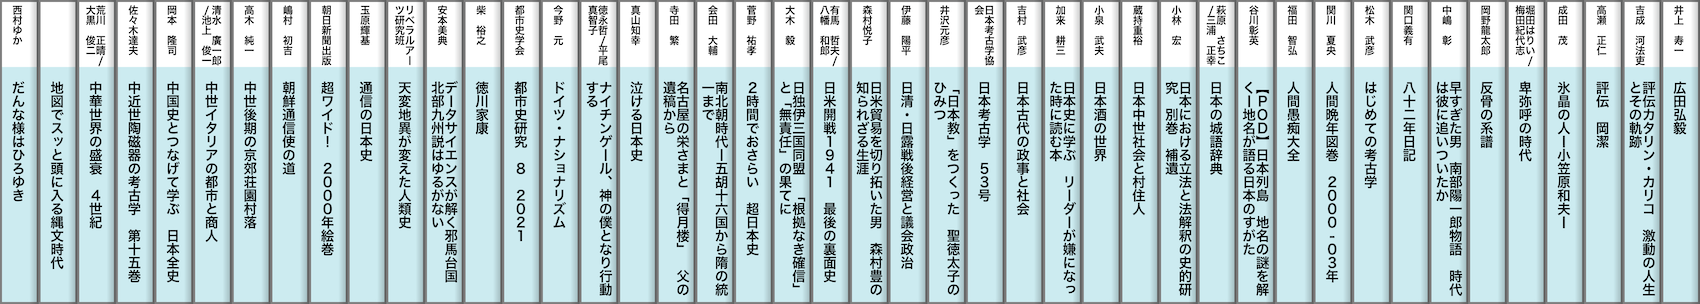 井上　寿一
広田弘毅
吉成　河法吏
評伝カタリン・カリコ　激動の人生
とその軌跡
高瀬　正仁
評伝　岡潔
成田　茂
氷晶の人ー小笠原和夫ー
堀田はりい/
梅田紀代志
卑弥呼の時代
岡野龍太郎
反骨の系譜
中嶋　彰
早すぎた男　南部陽一郎物語　時代
は彼に追いついたか
関口義有
八十二年日記
松木　武彦
はじめての考古学
関川　夏央
人間晩年図巻　２０００-０３年
福田　智弘
人間愚痴大全
谷川彰英
【ＰＯＤ】日本列島　地名の謎を解
くー地名が語る日本のすがた
萩原　さちこ
/三浦　正幸
日本の城語辞典
小林　宏
日本における立法と法解釈の史的研
究　別巻　補遺
蔵持重裕
日本中世社会と村住人
小泉　武夫
日本酒の世界
加来　耕三
日本史に学ぶ　リーダーが嫌になっ
た時に読む本
吉村　武彦
日本古代の政事と社会
日本考古学協
会
日本考古学　５３号
井沢元彦
「日本教」をつくった　聖徳太子の
ひみつ
伊藤　陽平
日清・日露戦後経営と議会政治
森村悦子
日米貿易を切り拓いた男　森村豊の
知られざる生涯
有馬　哲夫/
八幡　和郎
日米開戦１９４１　最後の裏面史
大木　毅
日独伊三国同盟　「根拠なき確信」
と「無責任」の果てに
菅野　祐孝
２時間でおさらい　超日本史
会田　大輔
南北朝時代ー五胡十六国から隋の統
一まで
寺田　繁
名古屋の栄さまと「得月楼」　父の
遺稿から
真山知幸
泣ける日本史
徳永哲/平尾
真智子
ナイチンゲール、神の僕となり行動
する
今野　元
ドイツ・ナショナリズム
都市史学会
都市史研究　８　２０２１
柴　裕之
徳川家康
安本美典
データサイエンスが解く邪馬台国
北部九州説はゆるがない
リベラルアー
ツ研究班
天変地異が変えた人類史
玉原輝基
通信の日本史
朝日新聞出版
超ワイド！　２０００年絵巻
嶋村　初吉
朝鮮通信使の道
高木　純一
中世後期の京郊荘園村落
清水　廣一郎
/池上　俊一
中世イタリアの都市と商人
岡本　隆司
中国史とつなげて学ぶ　日本全史
佐々木達夫
中近世陶磁器の考古学　第十五巻
荒川　正晴/
大黒　俊二
中華世界の盛衰　４世紀
地図でスッと頭に入る縄文時代
西村ゆか
だんな様はひろゆき